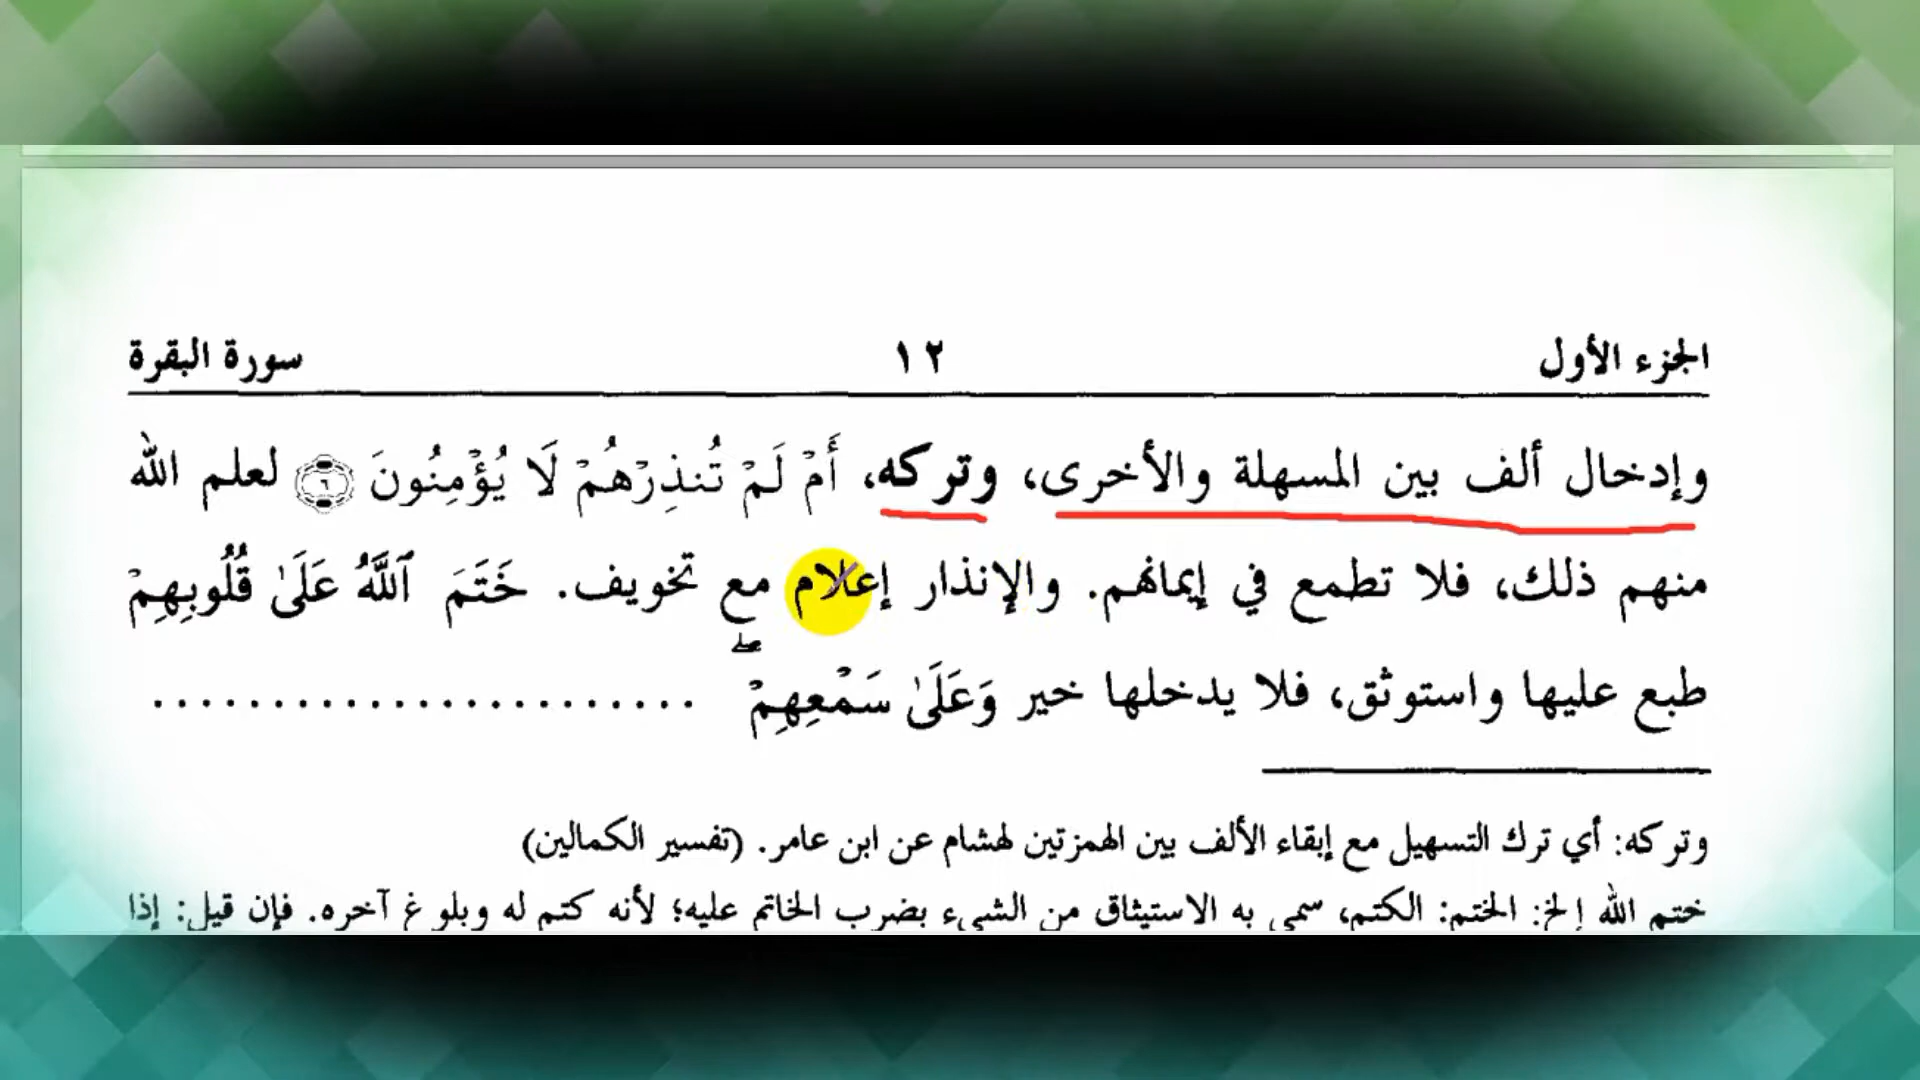 الجزء الأول ١٢ سورة البقرة
وإدخال ألف بين المسهلة والأخرى، وتركه، أَمْ لَمْ تُنذِرْهُمْ لَا يُؤْمِنُونَ ٦ لعلم الله
منهم ذلك، فلا تطمع في إيمانهم. والإنذار إعلام مع تخويف. خَتَمَ ٱللَّهُ عَلَىٰ قُلُوبِهِمْ
طبع عليها واستوثق، فلا يدخلها خير وَعَلَىٰ سَمْعِهِمْ ۖ ........................
وتركه: أي ترك التسهيل مع إبقاء الألف بين الهمزتين لهشام عن ابن عامر. (تفسير الكمالين)
ختم الله إلخ: الختم: الكتم، سمي به الاستيثاق من الشيء بضرب الخاتم عليه؛ لأنه كتم له وبلوغ آخره. فإن قيل: إذا